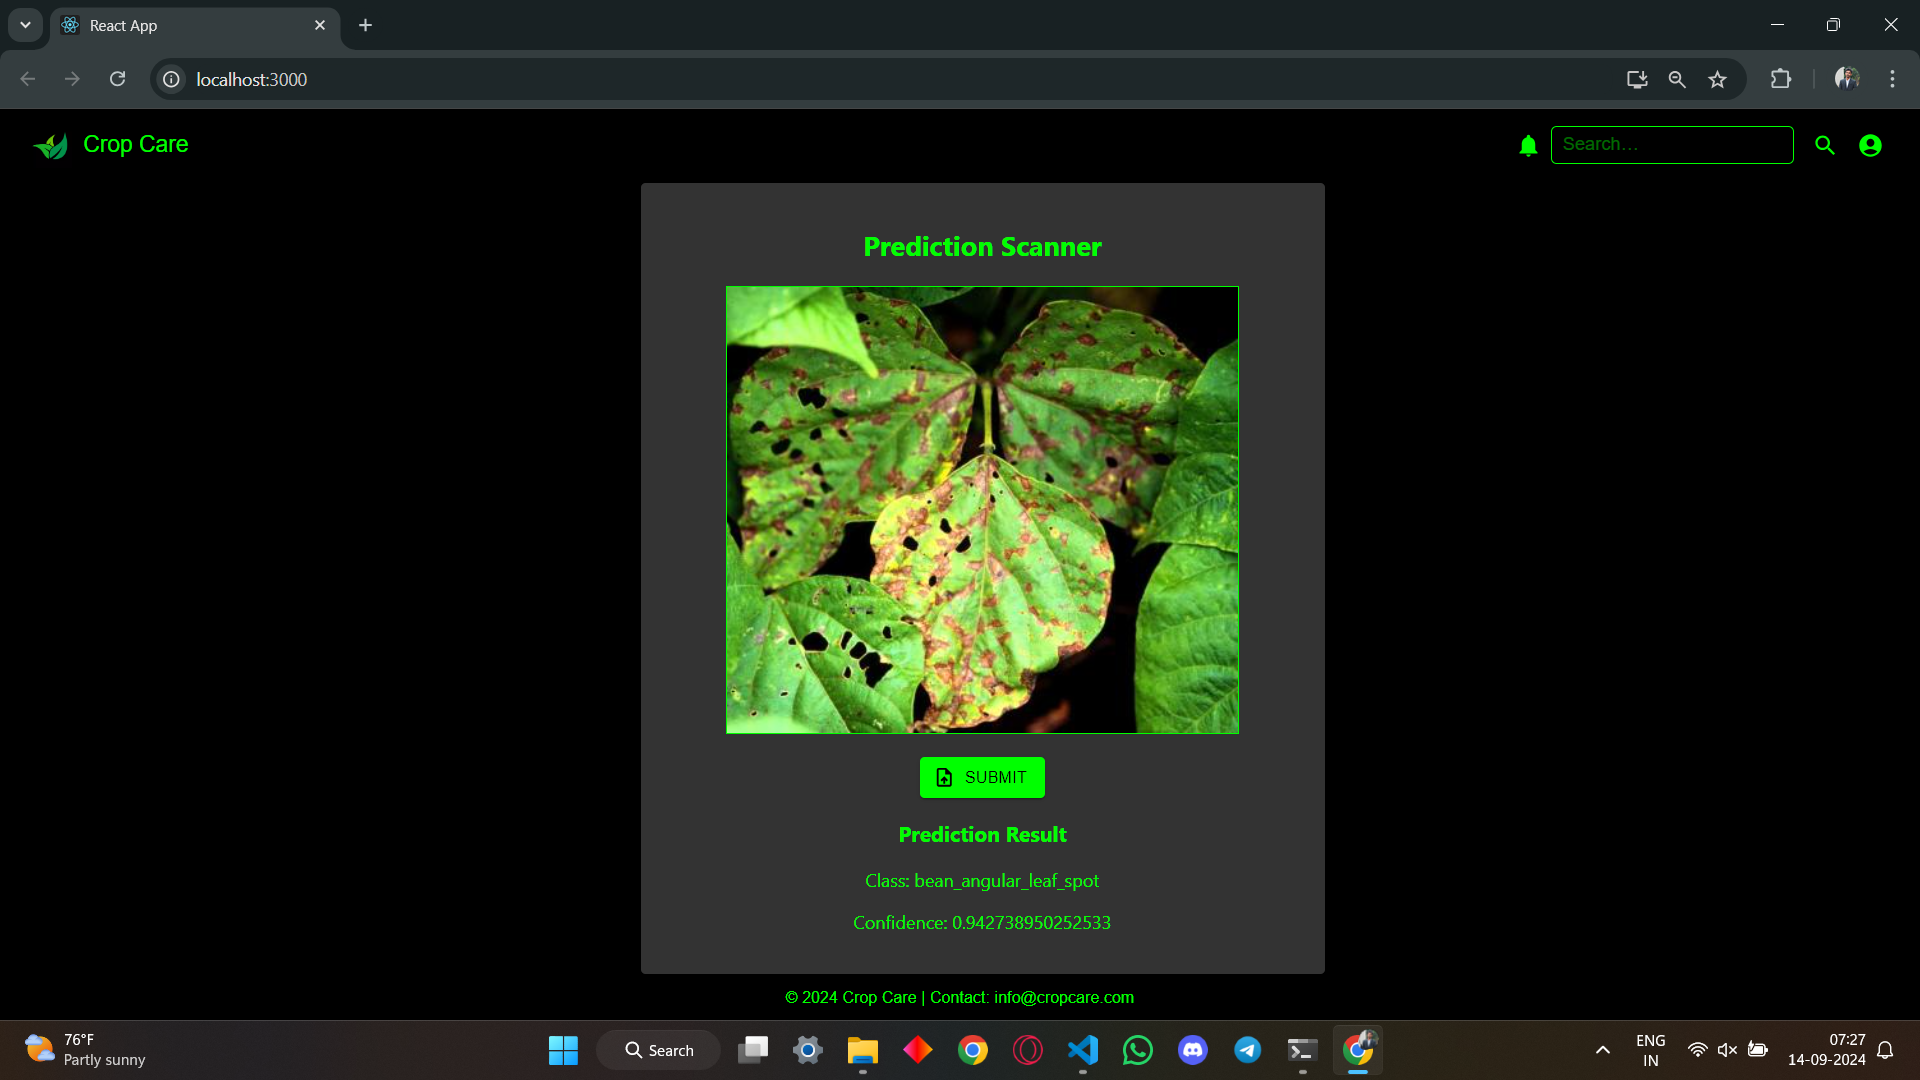 React App
localhost:3000
Crop Care
Search...
Prediction Scanner
SUBMIT
Prediction Result
Class: bean_angular_leaf_spot
Confidence: 0.942738950252533
© 2024 Crop Care | Contact: info@cropcare.com
76°F
Partly sunny
Search
ENG
IN
07:27
14-09-2024